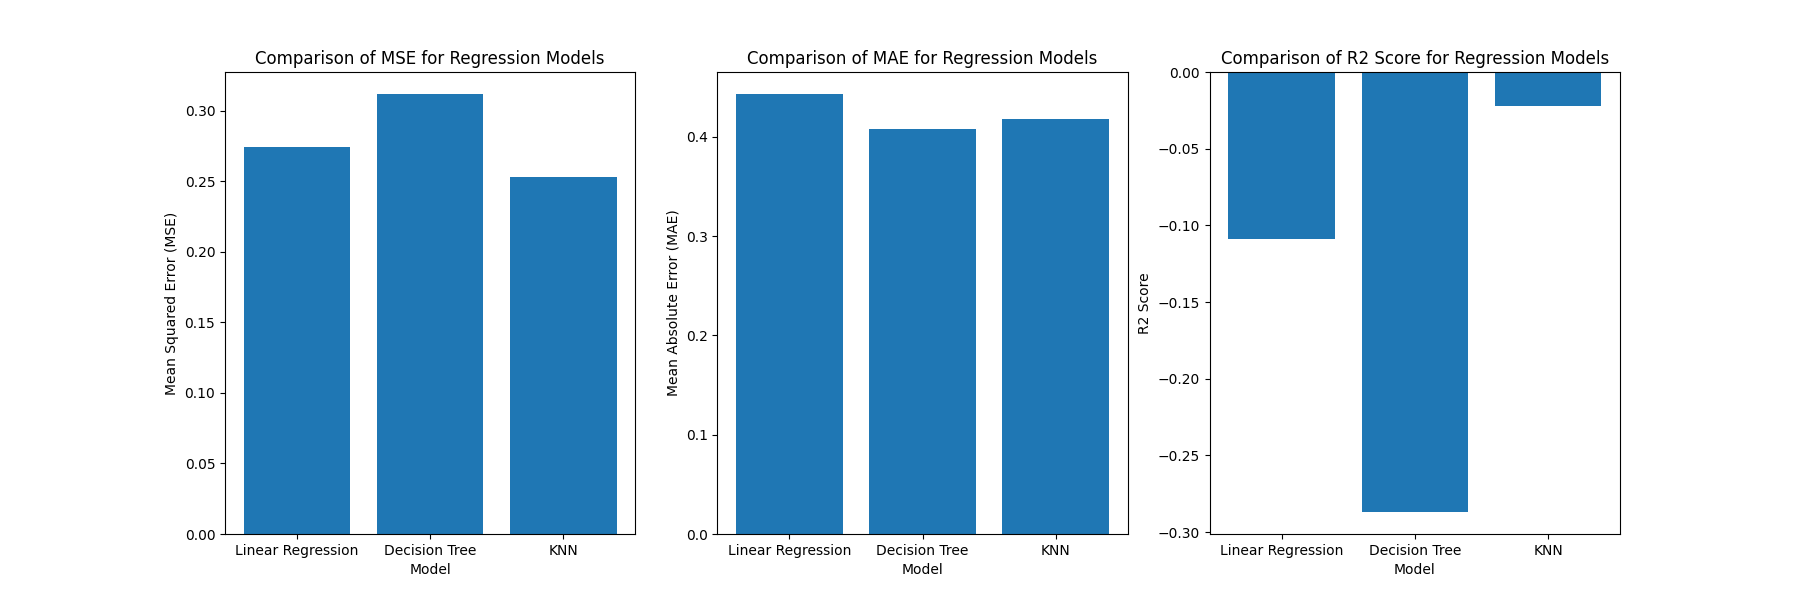 Comparison of MSE for Regression Models
Mean Squared Error (MSE)
0.30
0.25
0.20
0.15
0.10
0.05
0.00
Linear Regression Decision Tree KNN
Model
Comparison of MAE for Regression Models
Mean Absolute Error (MAE)
0.4
0.3
0.2
0.1
0.0
Linear Regression Decision Tree KNN
Model
Comparison of R2 Score for Regression Models
R2 Score
0.00
−0.05
−0.10
−0.15
−0.20
−0.25
−0.30
Linear Regression Decision Tree KNN
Model